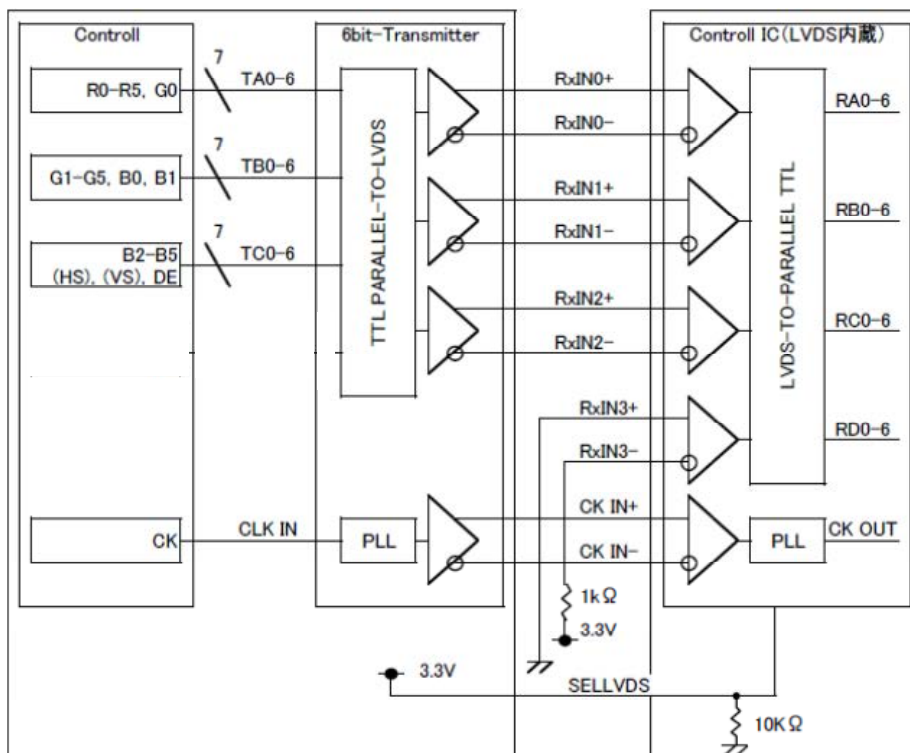 Controll
6bit-Transmitter
Controll IC(LVDS内蔵)
R0-R5, G0
7
TA0-6
RxIN0+
RxIN0-
RA0-6
G1-G5, B0, B1
7
TB0-6
RxIN1+
RxIN1-
RB0-6
B2-B5
(HS), (VS), DE
7
TC0-6
RxIN2+
RxIN2-
RC0-6
TTL PARALLEL-TO-LVDS
LVDS-TO-PARALLEL TTL
RxIN3+
RxIN3-
RD0-6
CK
CLK IN
PLL
CK IN+
CK IN-
PLL
CK OUT
1kΩ
3.3V
3.3V
SELLVDS
10KΩ